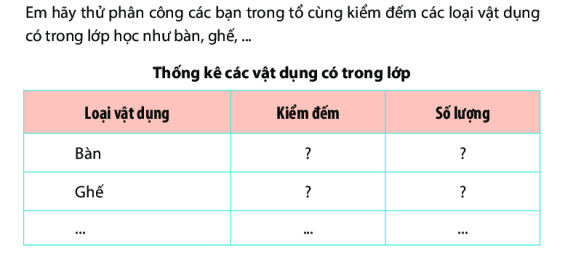 Em hãy thử phân công các bạn trong tổ cùng kiểm đếm các loại vật dụng
có trong lớp học như bàn, ghế, ...
Thống kê các vật dụng có trong lớp
Loại vật dụng Kiểm đếm Số lượng
Bàn ? ?
Ghế ? ?
... ... ...